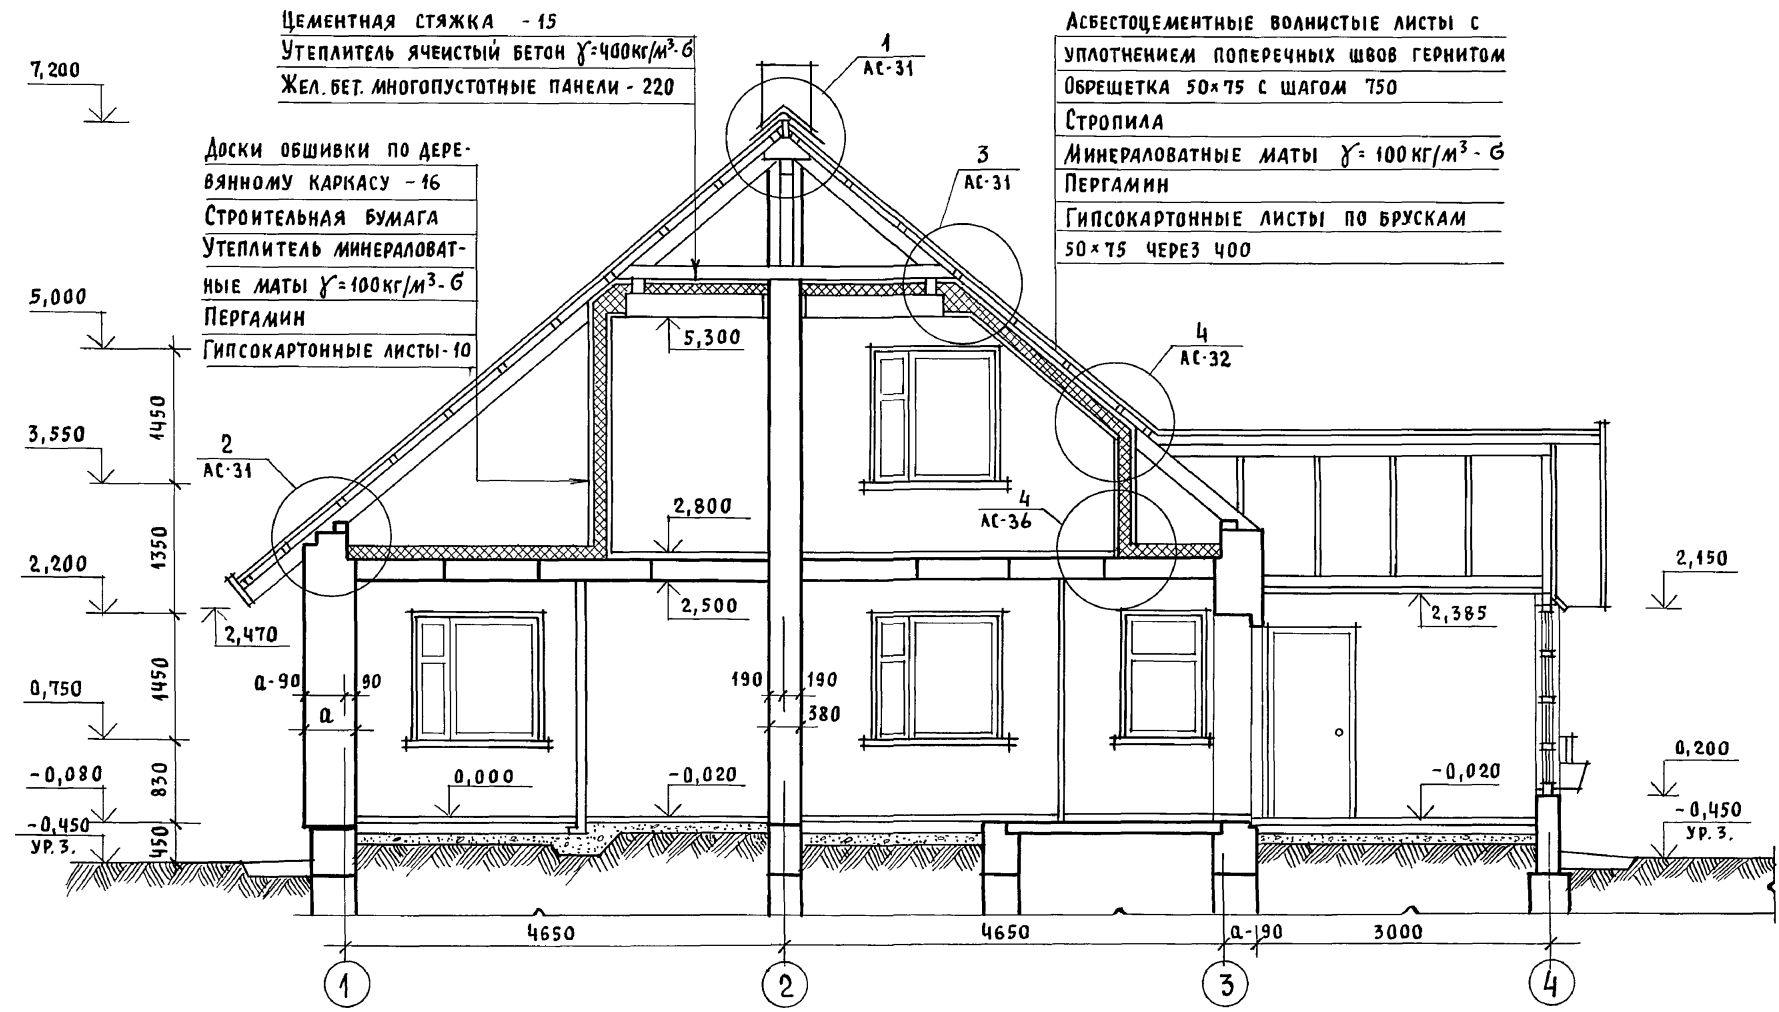 Цементная стяжка - 15
Утеплитель ячеистый бетон γ=400кг/м³-б
Жел. бет. многопустотные панели - 220
Доски обшивки по дере-
вянному каркасу - 16
Строительная бумага
Утеплитель минераловат-
ные маты γ=100кг/м³-б
Пергамин
Гипсокартонные листы-10
Асбестоцементные волнистые листы с
уплотнением поперечных швов гернитом
Обрешетка 50×75 с шагом 750
Стропила
Минераловатные маты γ=100кг/м³-б
Пергамин
Гипсокартонные листы по брускам
50×75 через 400
1
АС-31
3
АС-31
4
АС-32
2
АС-31
4
АС-36
7,200
5,000
3,550
2,200
0,750
-0,080
-0,450
УР. З.
1450
1350
1450
830
450
2,470
5,300
2,800
2,500
2,385
2,150
0,200
-0,450
УР. З.
а-90
90
а
190
190
380
0,000
-0,020
-0,020
4650
4650
а-190
3000
1
2
3
4